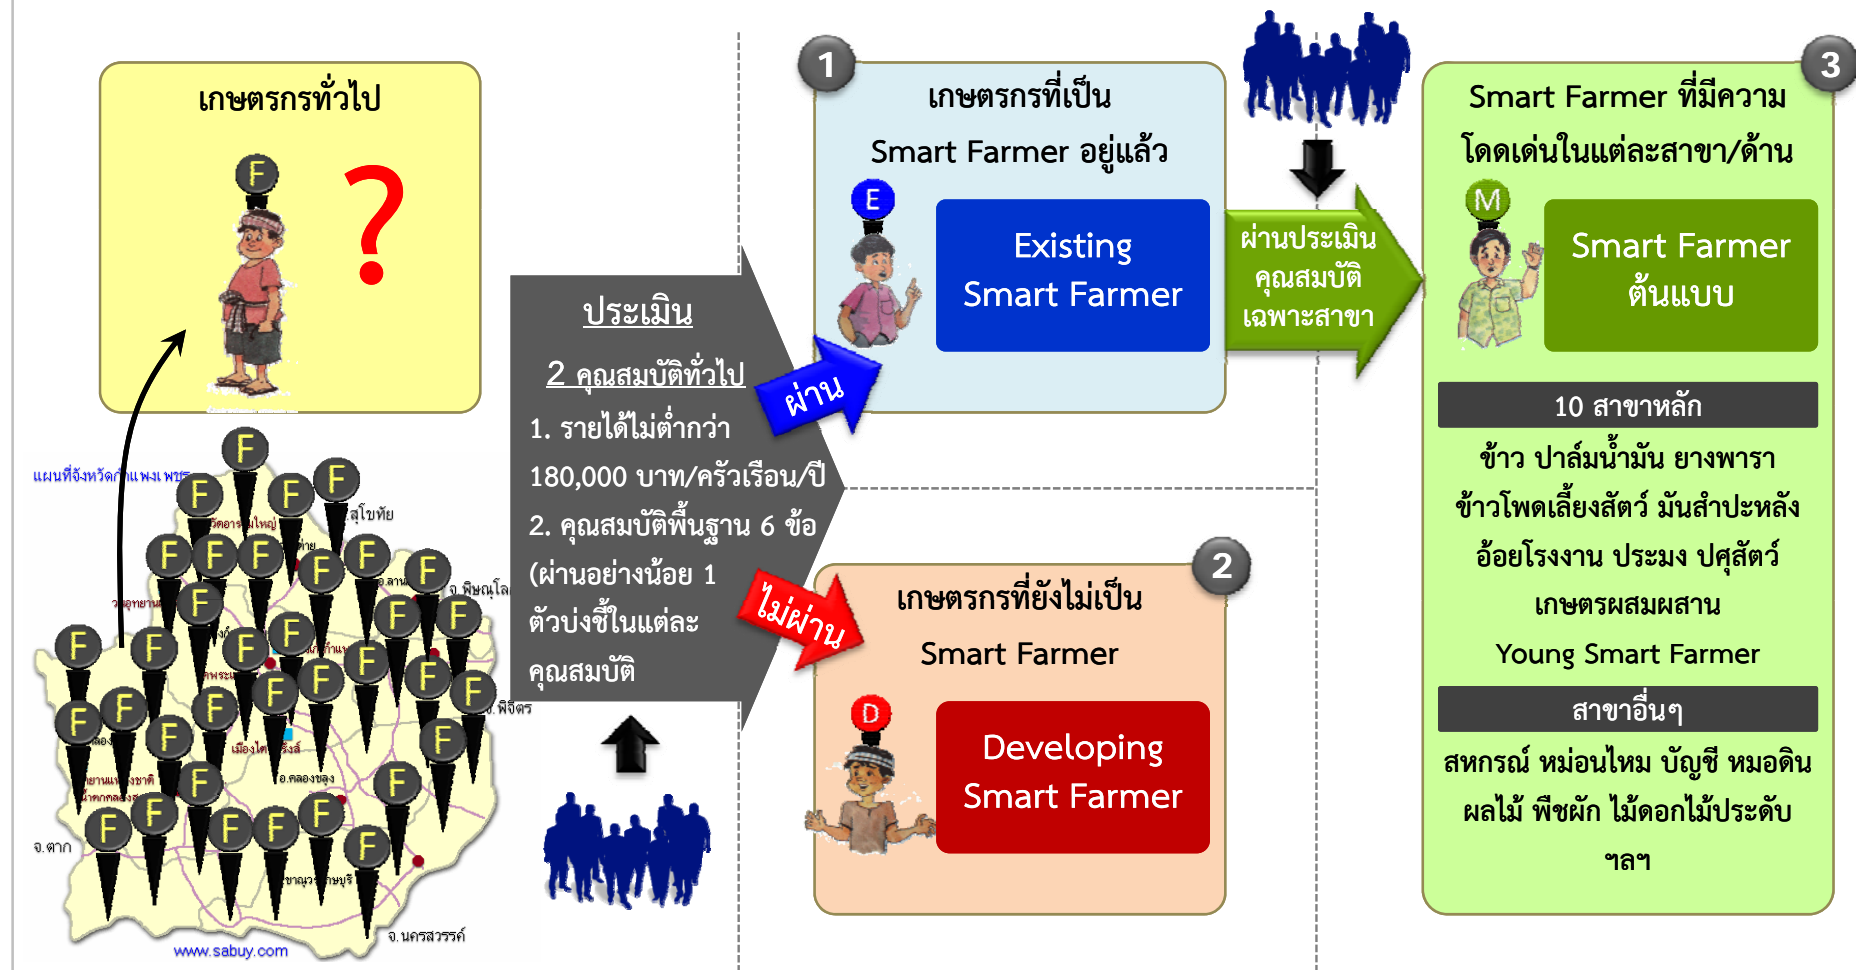 เกษตรกรทั่วไป
F
?
แผนที่จังหวัดกำแพงเพชร
จ.สุโขทัย
จ.พิษณุโล
จ.พิจิตร
เมืองไต
รังส์
อ.คลองขลุง
จ.ตาก
จ.นครสวรรค์
www.sabuy.com
ประเมิน
2 คุณสมบัติทั่วไป
1. รายได้ไม่ต่ำกว่า
180,000 บาท/ครัวเรือน/ปี
2. คุณสมบัติพื้นฐาน 6 ข้อ
(ผ่านอย่างน้อย 1
ตัวบ่งชี้ในแต่ละ
คุณสมบัติ
ผ่าน
ไม่ผ่าน
1
เกษตรกรที่เป็น
Smart Farmer อยู่แล้ว
E
Existing
Smart Farmer
2
เกษตรกรที่ยังไม่เป็น
Smart Farmer
D
Developing
Smart Farmer
ผ่านประเมิน
คุณสมบัติ
เฉพาะสาขา
3
Smart Farmer ที่มีความ
โดดเด่นในแต่ละสาขา/ด้าน
M
Smart Farmer
ต้นแบบ
10 สาขาหลัก
ข้าว ปาล์มน้ำมัน ยางพารา
ข้าวโพดเลี้ยงสัตว์ มันสำปะหลัง
อ้อยโรงงาน ประมง ปศุสัตว์
เกษตรผสมผสาน
Young Smart Farmer
สาขาอื่นๆ
สหกรณ์ หม่อนไหม บัญชี หมอดิน
ผลไม้ พืชผัก ไม้ดอกไม้ประดับ
ฯลฯ